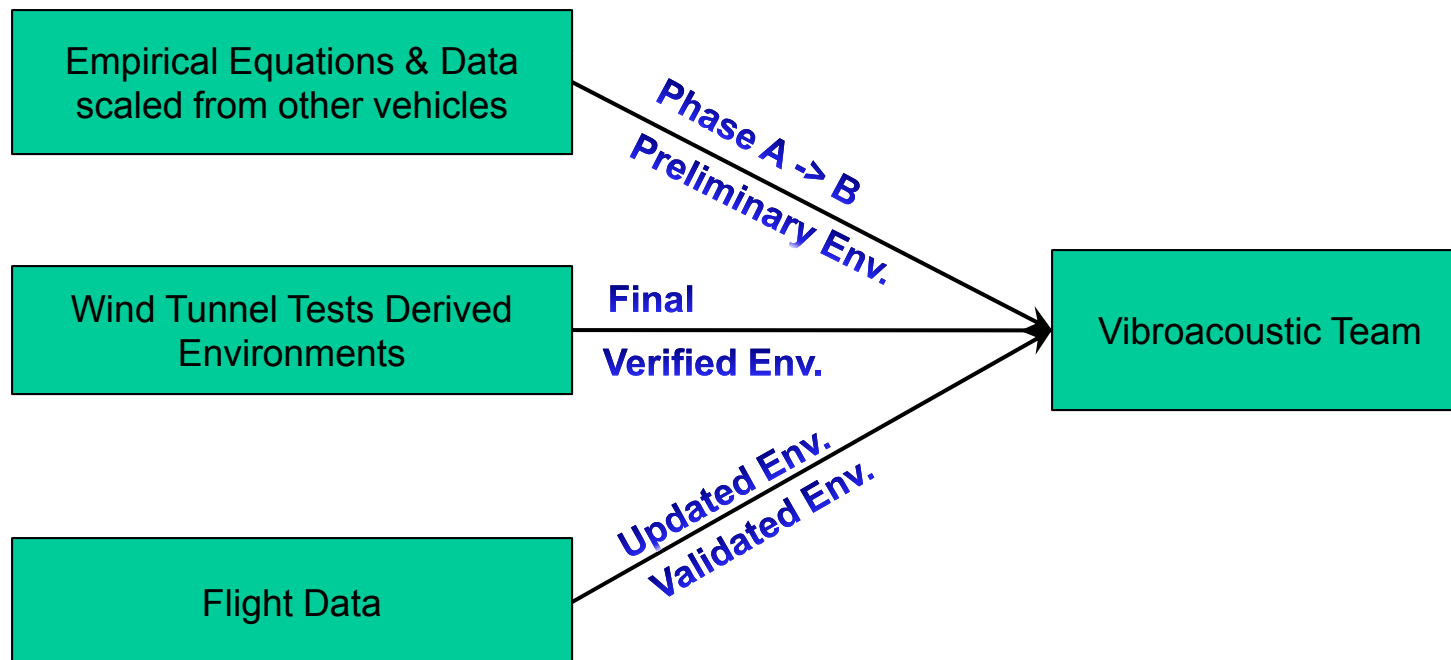 Empirical Equations & Data
scaled from other vehicles
Phase A -> B
Preliminary Env.
Wind Tunnel Tests Derived
Environments
Final
Verified Env.
Vibroacoustic Team
Updated Env.
Validated Env.
Flight Data